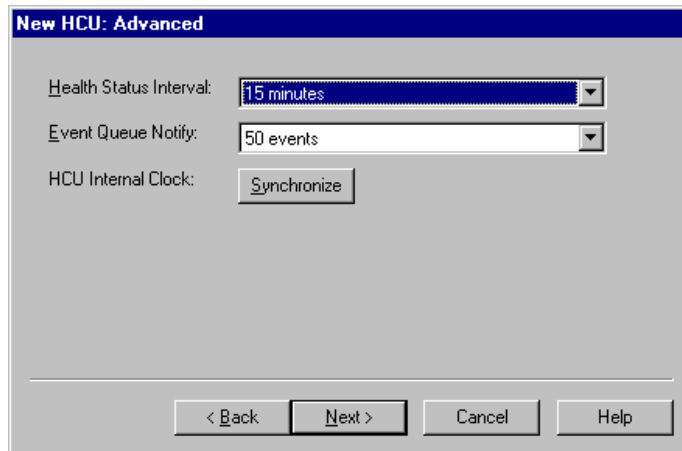 New HCU: Advanced
Health Status Interval: 15 minutes
Event Queue Notify: 50 events
HCU Internal Clock: Synchronize
< Back Next > Cancel Help